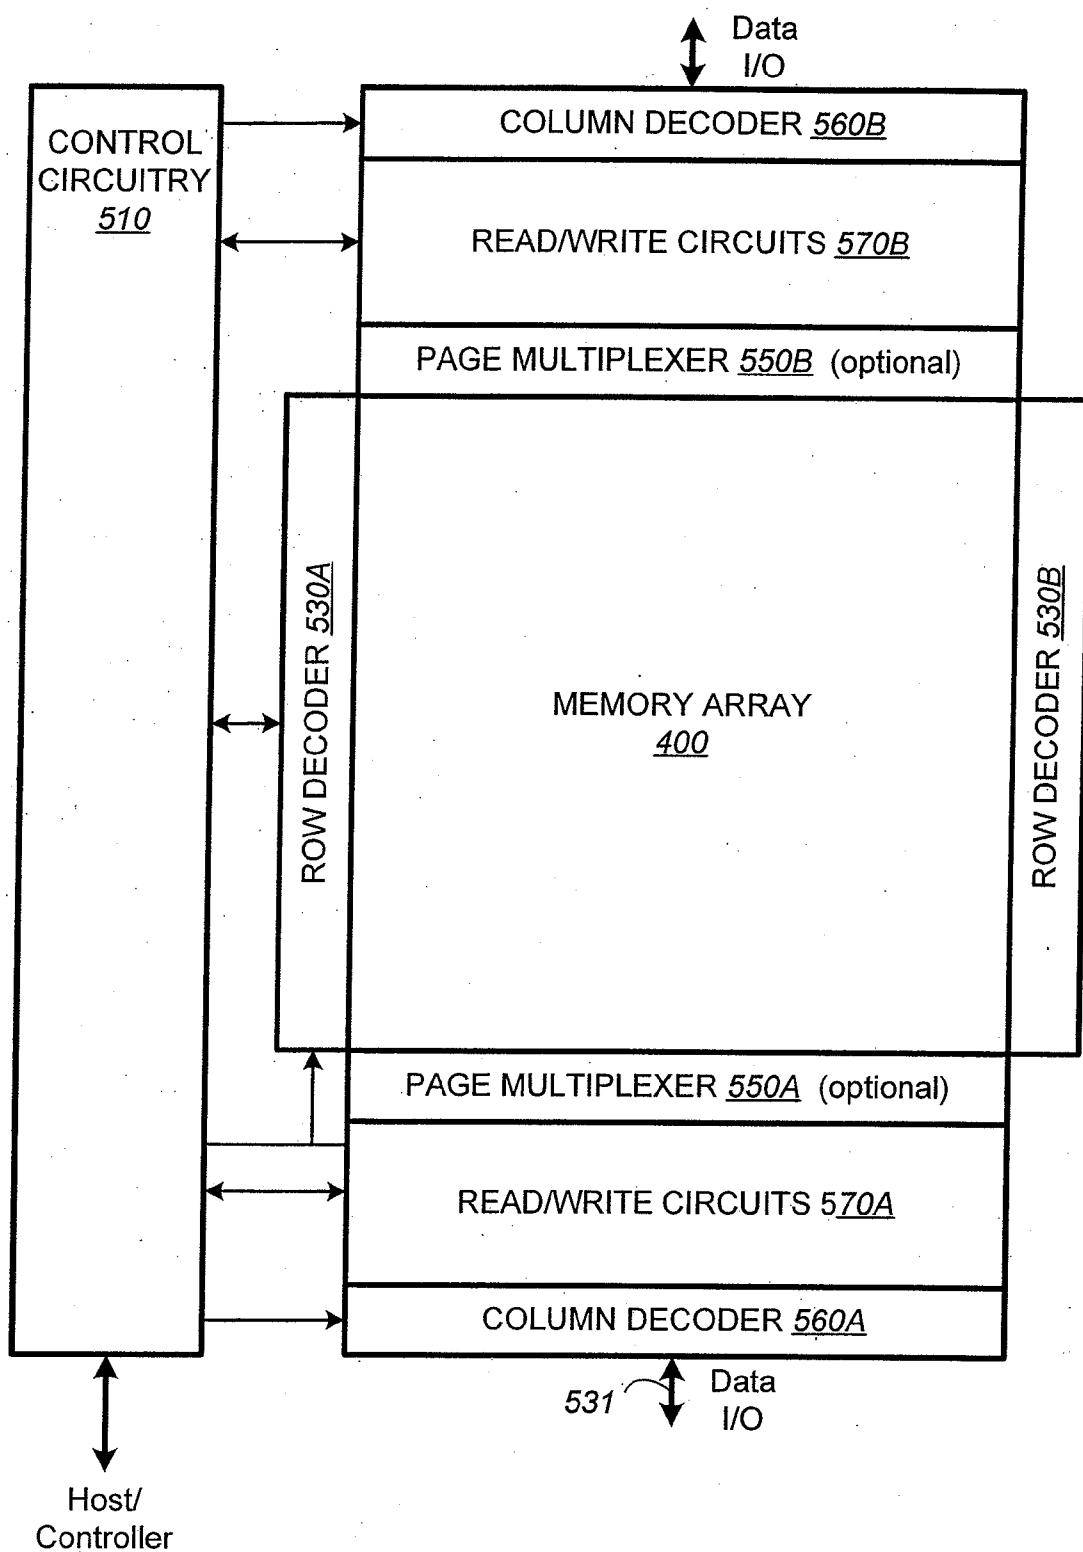 Data
I/O
CONTROL
CIRCUITRY
510
COLUMN DECODER 560B
READ/WRITE CIRCUITS 570B
PAGE MULTIPLEXER 550B (optional)
ROW DECODER 530A
MEMORY ARRAY
400
ROW DECODER 530B
PAGE MULTIPLEXER 550A (optional)
READ/WRITE CIRCUITS 570A
COLUMN DECODER 560A
531
Data
I/O
Host/
Controller